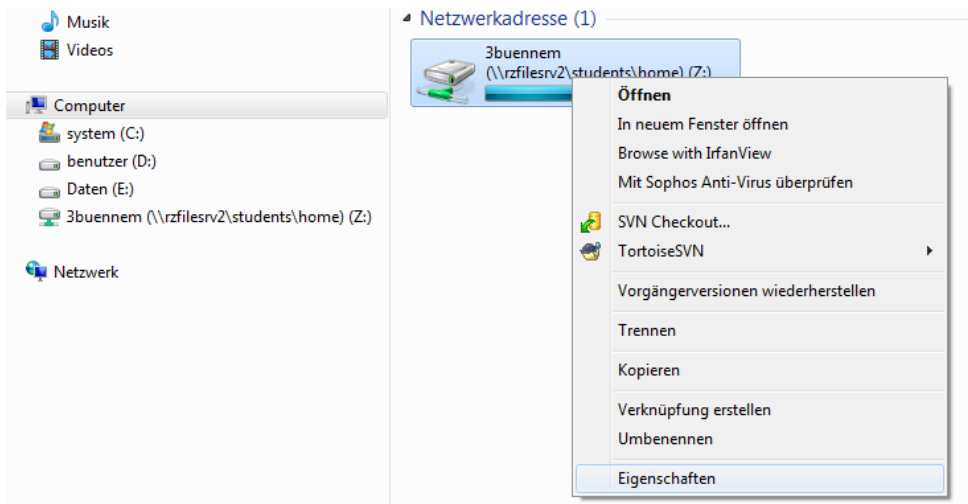 Musik
Videos
Computer
system (C:)
benutzer (D:)
Daten (E:)
3buennem (\\rzfilesrv2\students\home) (Z:)
Netzwerk
Netzwerkadresse (1)
3buennem
(\\rzfilesrv2\students\home) (Z:)
Öffnen
In neuem Fenster öffnen
Browse with IrfanView
Mit Sophos Anti-Virus überprüfen
SVN Checkout...
TortoiseSVN
Vorgängerversionen wiederherstellen
Trennen
Kopieren
Verknüpfung erstellen
Umbenennen
Eigenschaften